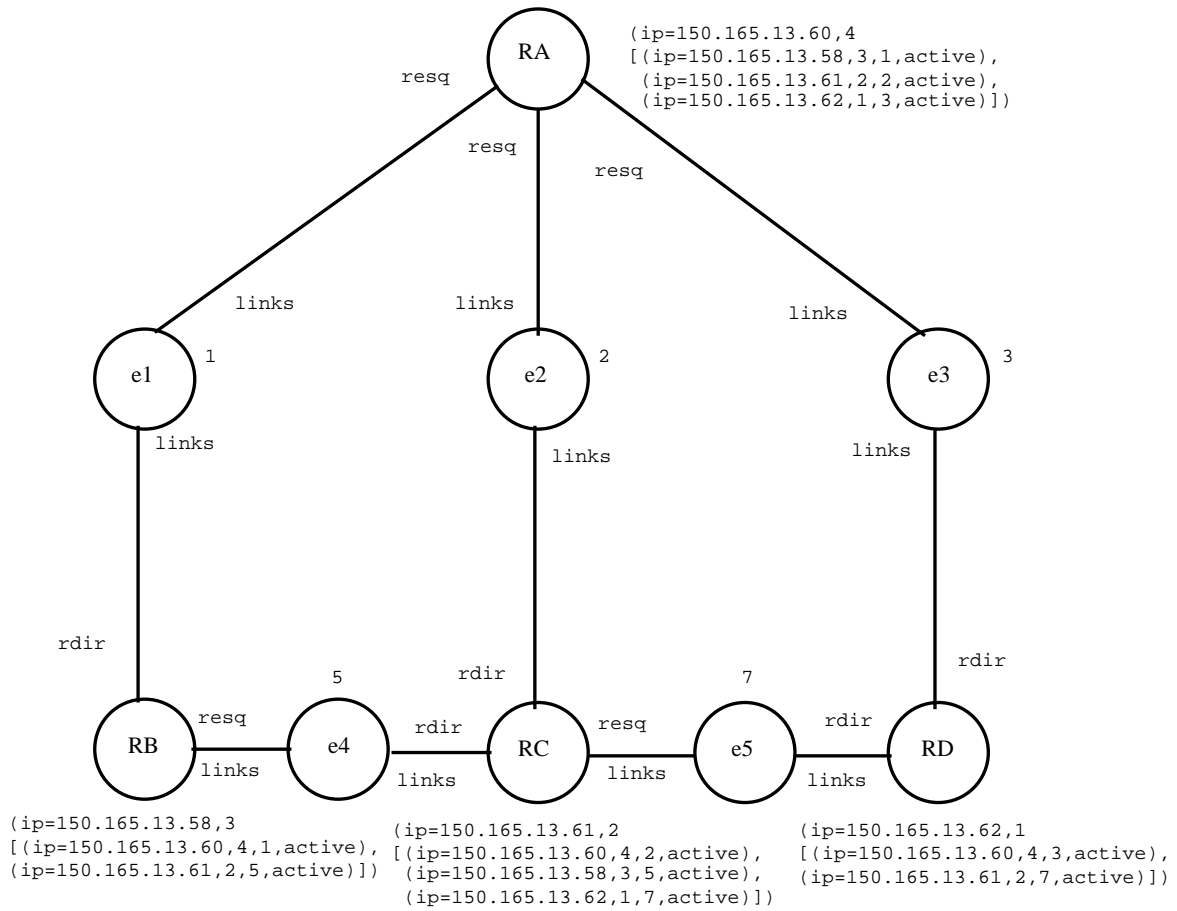 RA
(ip=150.165.13.60,4
[(ip=150.165.13.58,3,1,active),
(ip=150.165.13.61,2,2,active),
(ip=150.165.13.62,1,3,active)])
resq
resq
resq
links
links
links
e1
1
e2
2
e3
3
links
links
links
rdir
rdir
rdir
5
7
RB
resq
links
e4
rdir
links
RC
resq
links
e5
rdir
links
RD
(ip=150.165.13.58,3
[(ip=150.165.13.60,4,1,active),
(ip=150.165.13.61,2,5,active)])
(ip=150.165.13.61,2
[(ip=150.165.13.60,4,2,active),
(ip=150.165.13.58,3,5,active),
(ip=150.165.13.62,1,7,active)])
(ip=150.165.13.62,1
[(ip=150.165.13.60,4,3,active),
(ip=150.165.13.61,2,7,active)])